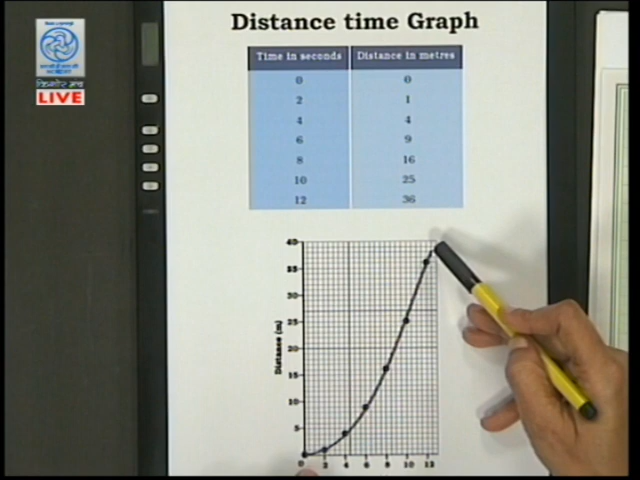 Distance time Graph
Time in seconds Distance in metres
0 0
2 1
4 4
6 9
8 16
10 25
12 36
किशोर मंच
LIVE
40
35
30
25
20
15
10
5
Distance (m)
0 2 4 6 8 10 12